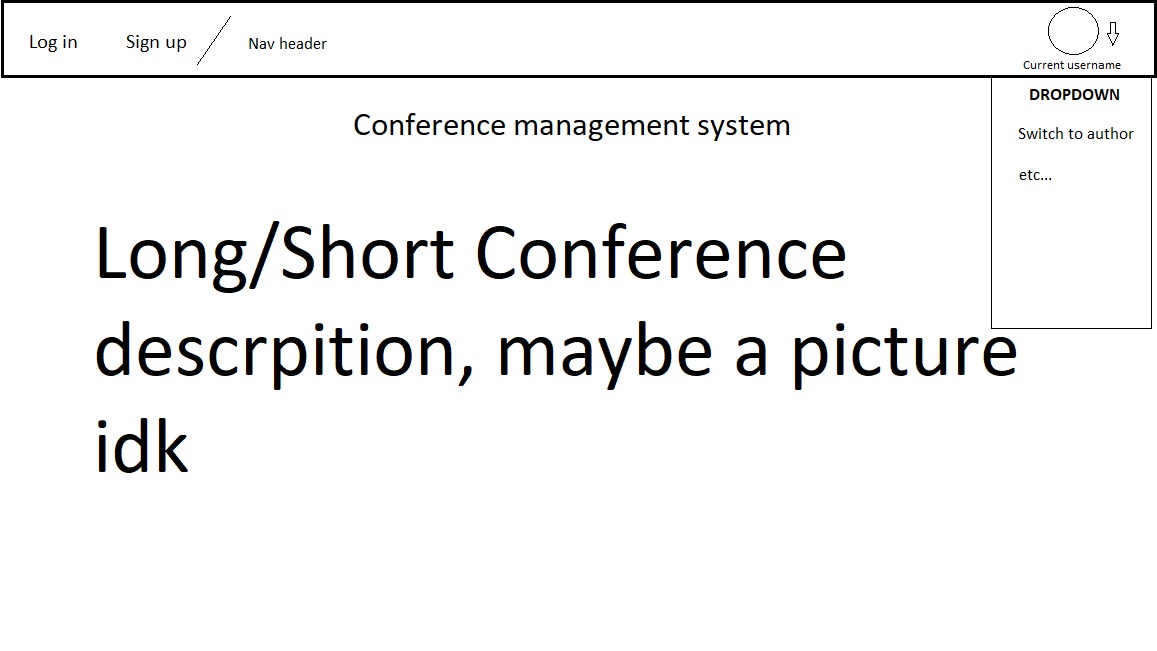 Log in Sign up / Nav header
Current username
DROPDOWN
Switch to author
etc...
Conference management system
Long/Short Conference
descrpition, maybe a picture
idk